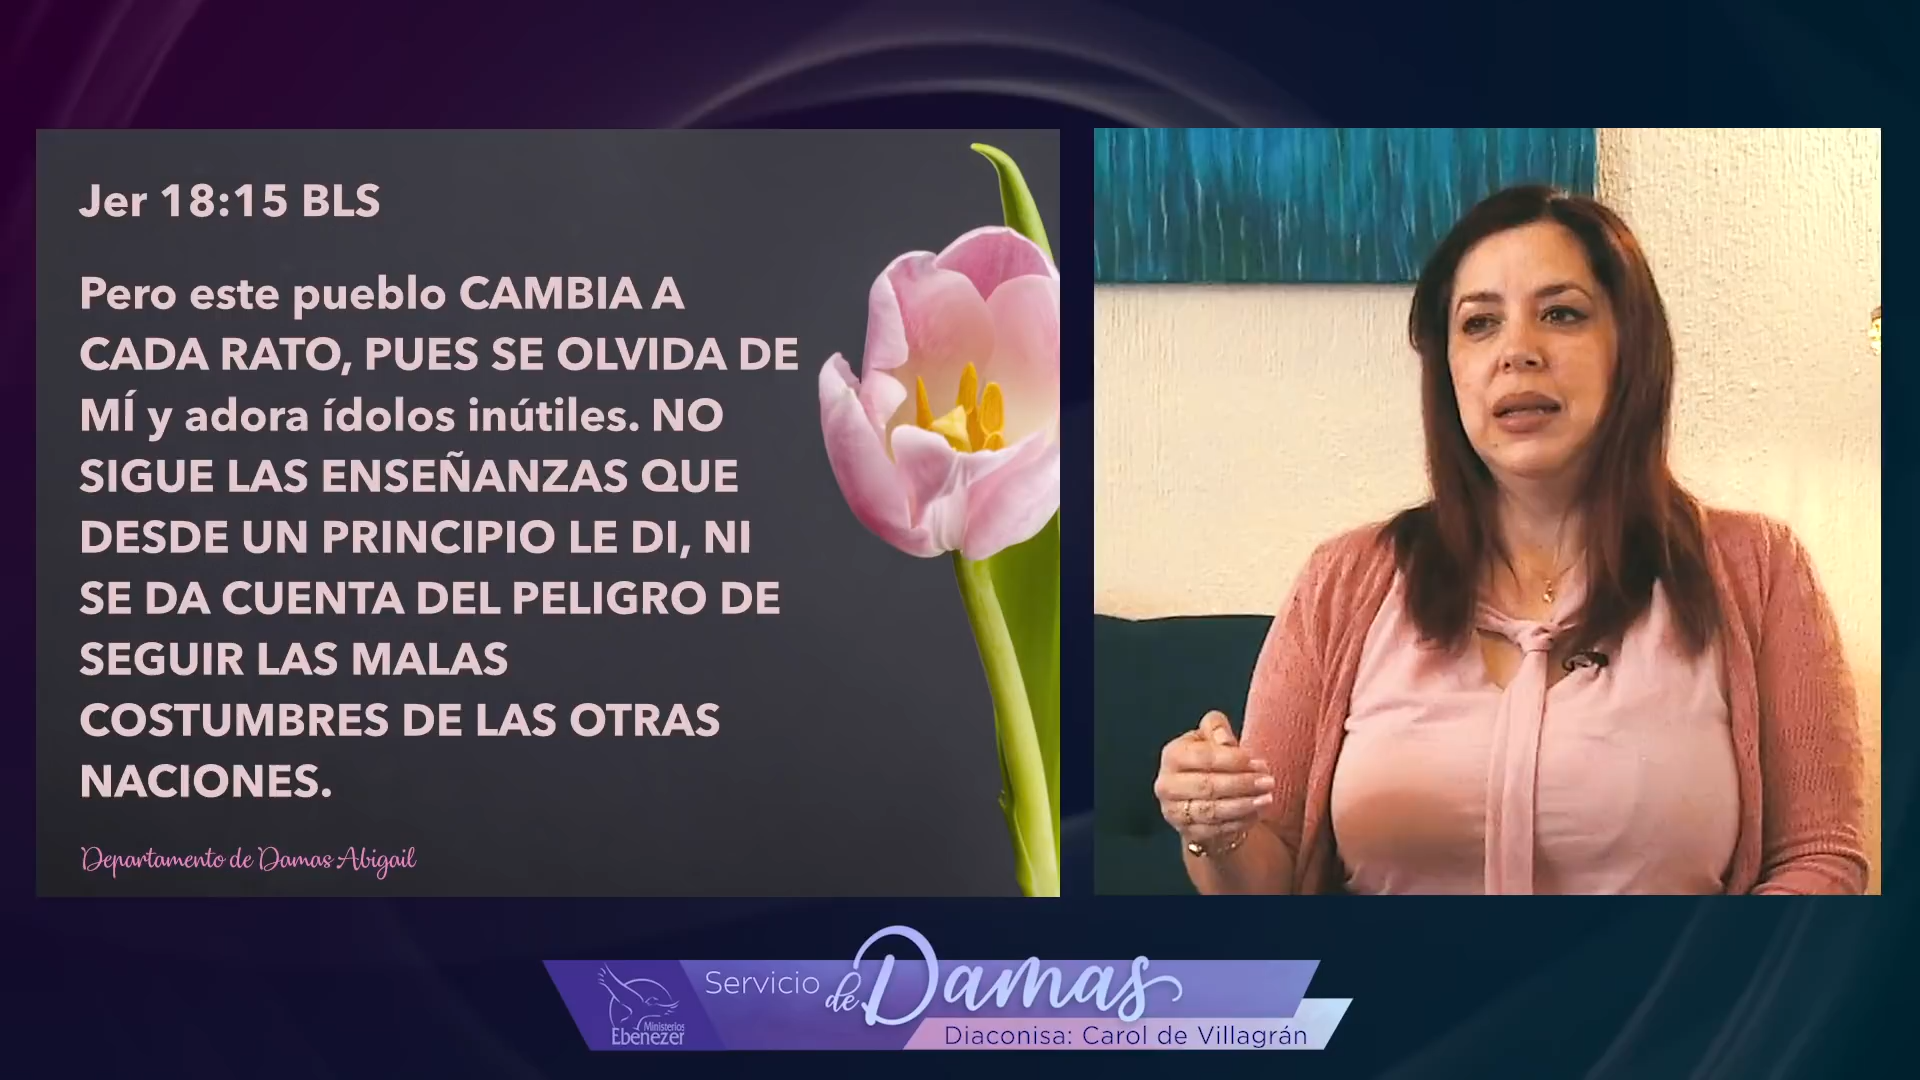 Jer 18:15 BLS
Pero este pueblo CAMBIA A
CADA RATO, PUES SE OLVIDA DE
MÍ y adora ídolos inútiles. NO
SIGUE LAS ENSEÑANZAS QUE
DESDE UN PRINCIPIO LE DI, NI
SE DA CUENTA DEL PELIGRO DE
SEGUIR LAS MALAS
COSTUMBRES DE LAS OTRAS
NACIONES.
Departamento de Damas Abigail
Servicio de Damas
Ministerios
Ebenezer
Diaconisa: Carol de Villagrán